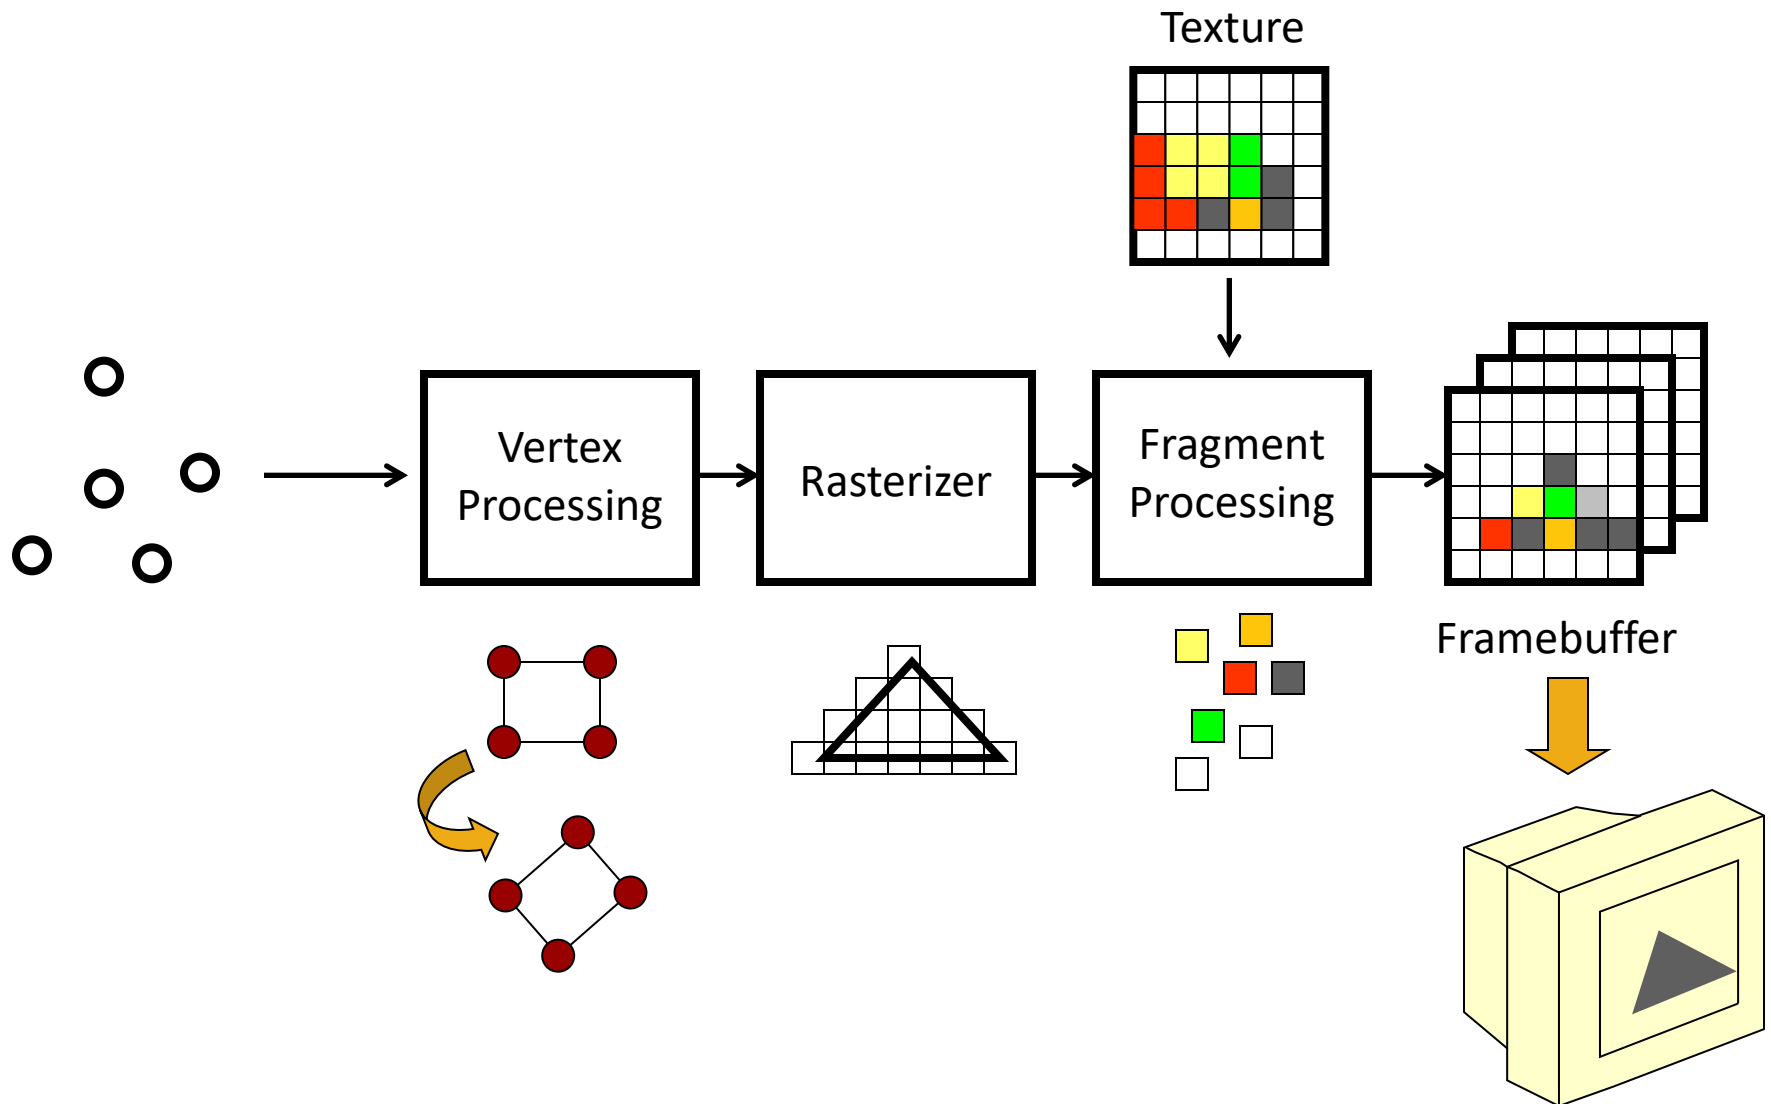 Texture
Vertex
Processing
Rasterizer
Fragment
Processing
Framebuffer